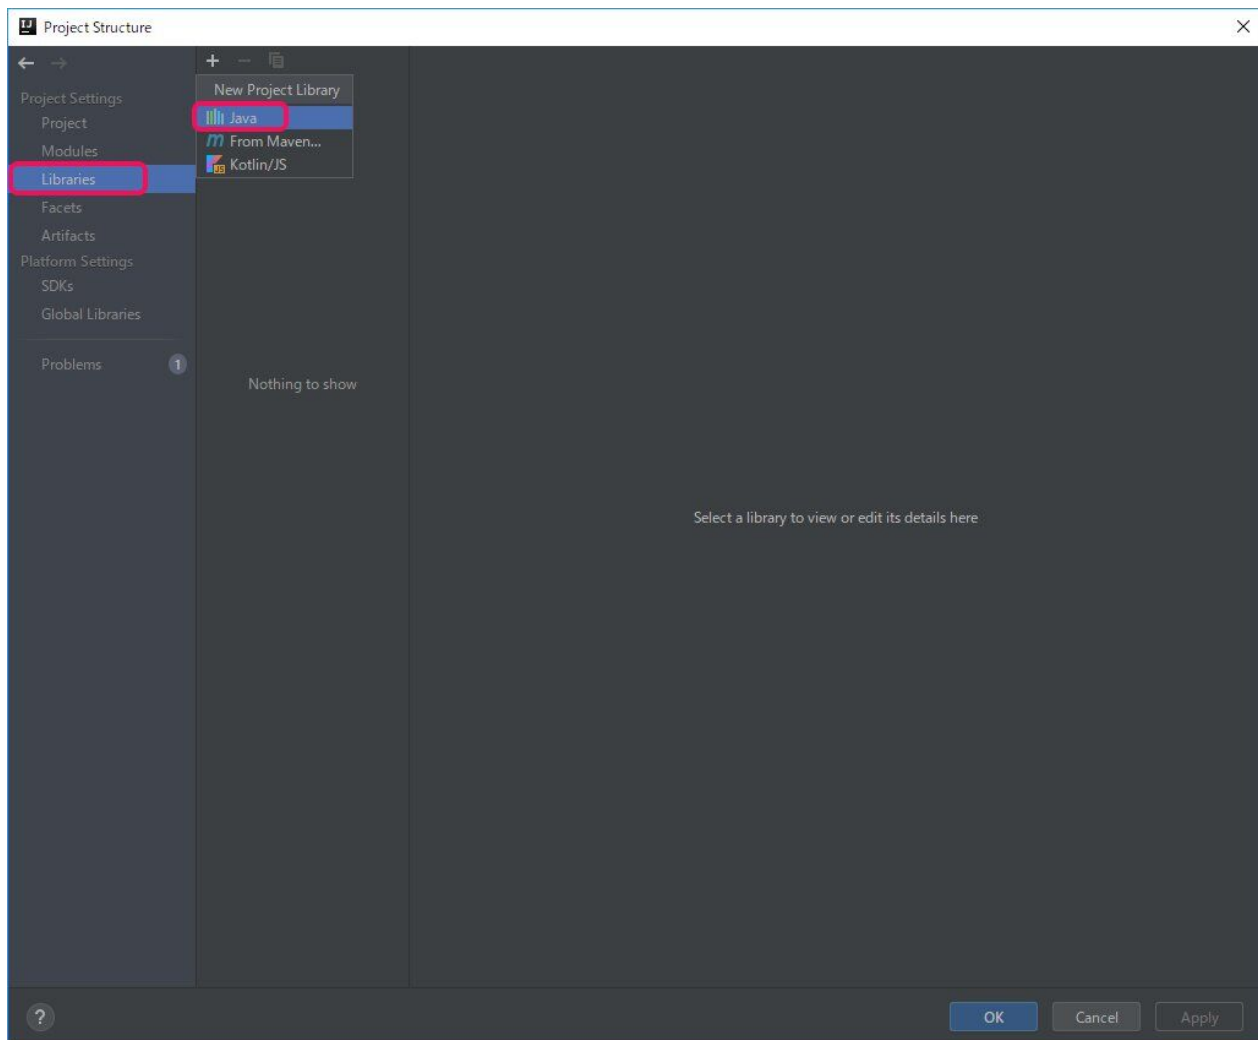 Project Structure
New Project Library
Project Settings
Project
Modules
Libraries
Facets
Artifacts
Platform Settings
SDKs
Global Libraries
Problems 1
Java
From Maven...
Kotlin/JS
Nothing to show
Select a library to view or edit its details here
? OK Cancel Apply